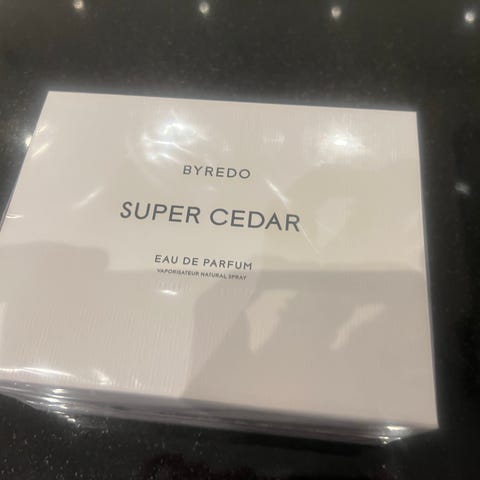 BYREDO
SUPER CEDAR
EAU DE PARFUM
VAPORISATEUR NATURAL SPRAY